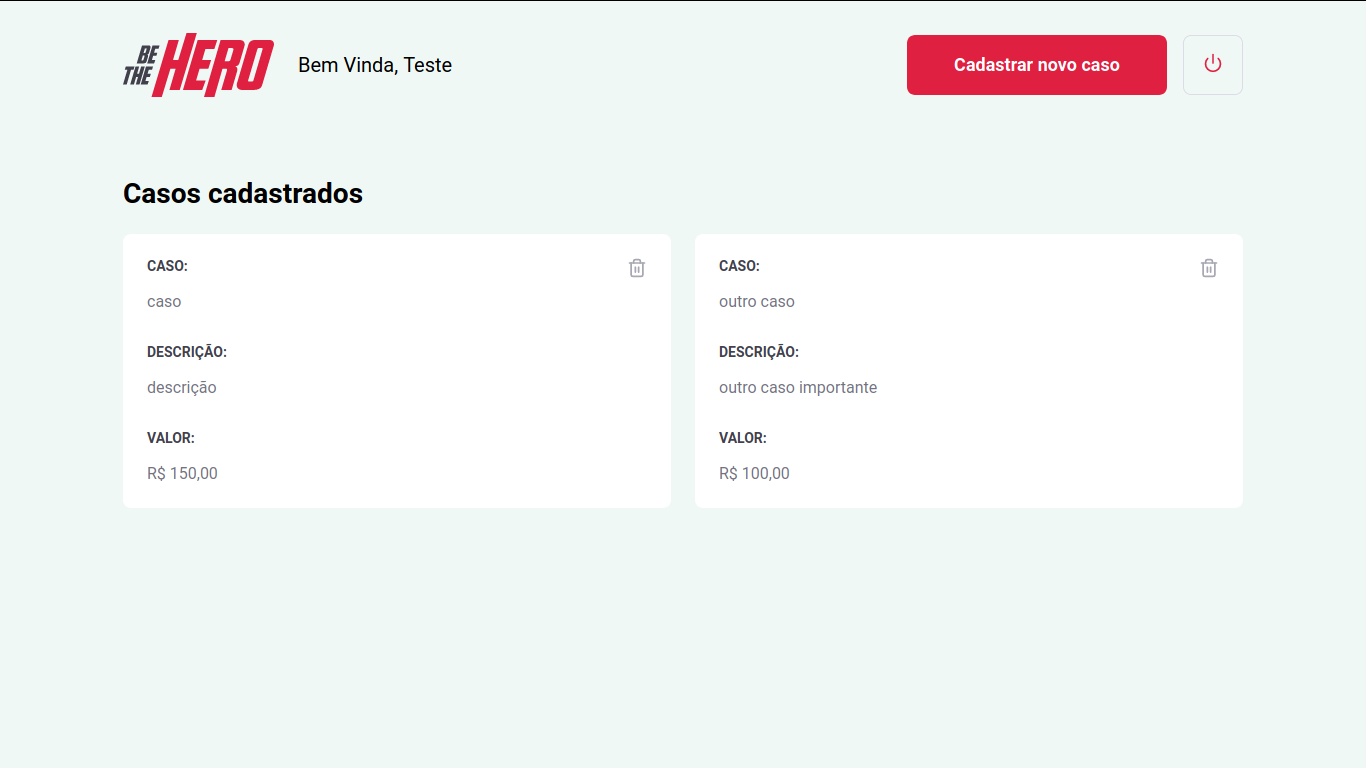 BE THE HERO
Bem Vinda, Teste
Cadastrar novo caso
Casos cadastrados
CASO:
caso
DESCRIÇÃO:
descrição
VALOR:
R$ 150,00
CASO:
outro caso
DESCRIÇÃO:
outro caso importante
VALOR:
R$ 100,00